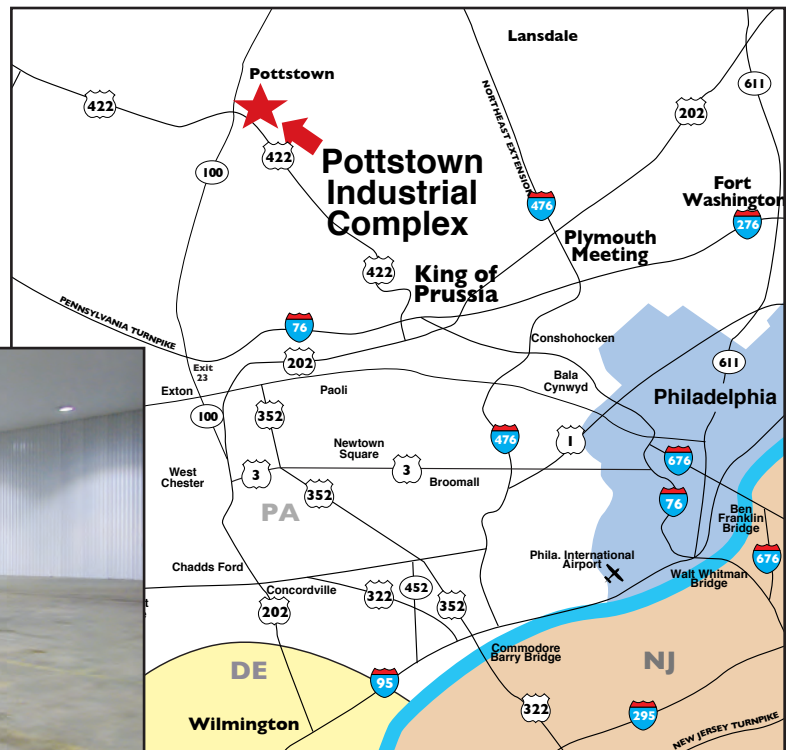 Lansdale
Pottstown
611
422
NORTHEAST EXTENSION
202
422
100
Pottstown
Industrial
Complex
Fort
Washington
476
276
Plymouth
Meeting
422
King of
Prussia
PENNSYLVANIA TURNPIKE
76
Conshohocken
202
611
Exit
23
Exton
Paoli
Bala
Cynwyd
Philadelphia
100
352
Newtown
Square
476
1
676
West
Chester
3
3
Broomall
352
76
PA
Ben
Franklin
Bridge
Phila. International
Airport
676
Chadds Ford
Walt Whitman
Bridge
Concordville
322
452
352
202
Commodore
Barry Bridge
DE
NJ
95
322
295
Wilmington
NEW JERSEY TURNPIKE